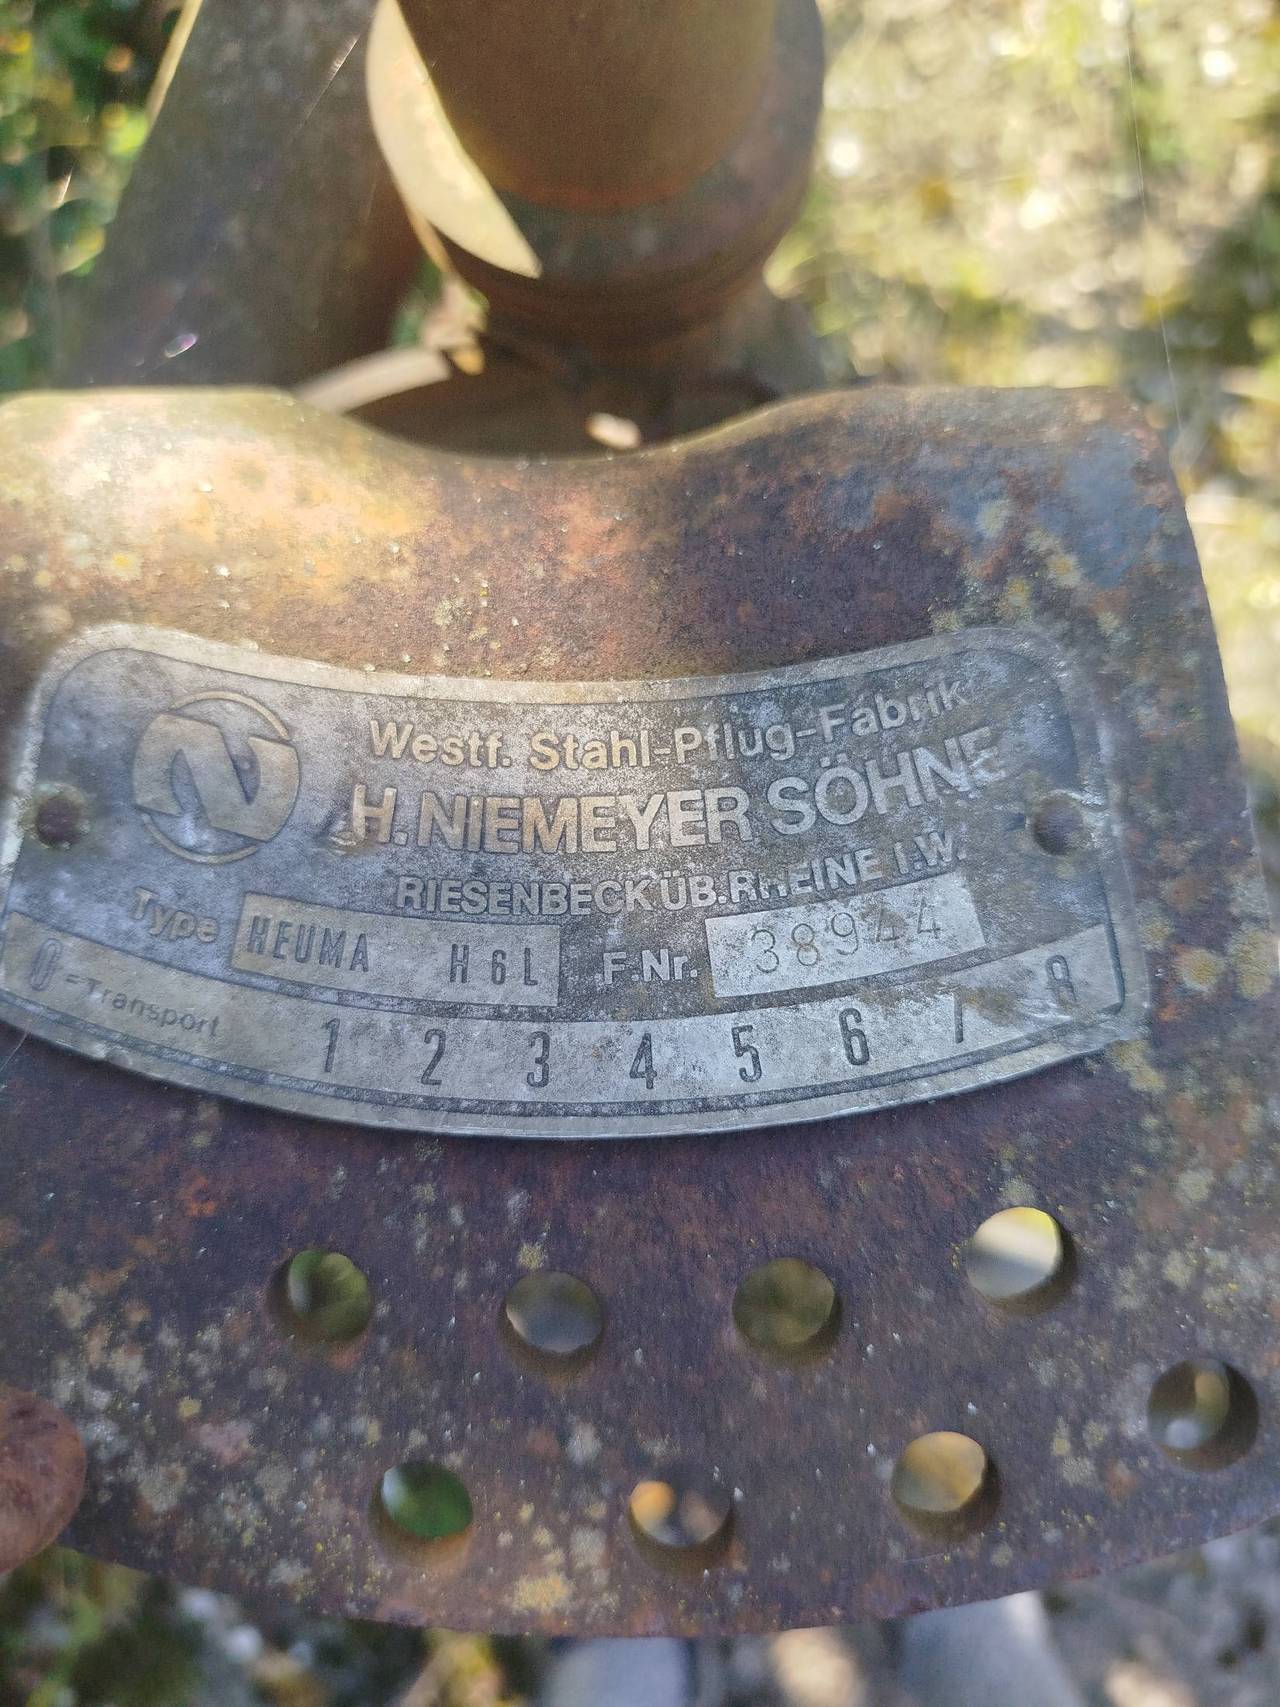 Westf. Stahl-Pflug-Fabrik
H. NIEMEYER SÖHNE
RIESENBECK ÜB. RHEINE I.W.
Type HEUMA H6L F.Nr. 38944
0 = Transport 1 2 3 4 5 6 7 8